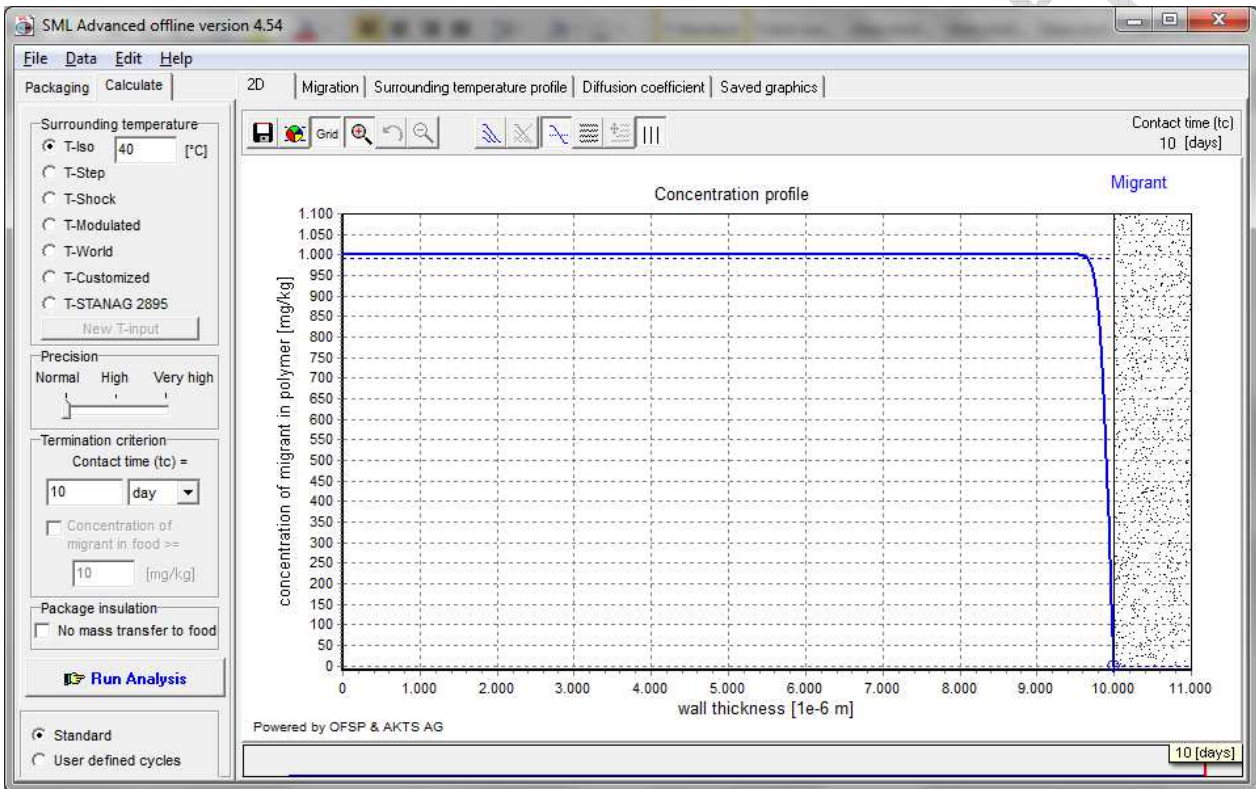 SML Advanced offline version 4.54
File Data Edit Help
Packaging Calculate
2D Migration Surrounding temperature profile Diffusion coefficient Saved graphics
Surrounding temperature
T-Iso 40 [°C]
T-Step
T-Shock
T-Modulated
T-World
T-Customized
T-STANAG 2895
New T-input
Precision
Normal High Very high
Termination criterion
Contact time (tc) =
10 day
Concentration of
migrant in food >=
10 [mg/kg]
Package insulation
No mass transfer to food
Run Analysis
Standard
User defined cycles
Grid
Contact time (tc)
10 [days]
Migrant
Concentration profile
concentration of migrant in polymer [mg/kg]
1.100
1.050
1.000
950
900
850
800
750
700
650
600
550
500
450
400
350
300
250
200
150
100
50
0
0 1.000 2.000 3.000 4.000 5.000 6.000 7.000 8.000 9.000 10.000 11.000
wall thickness [1e-6 m]
Powered by OFSP & AKTS AG
10 [days]